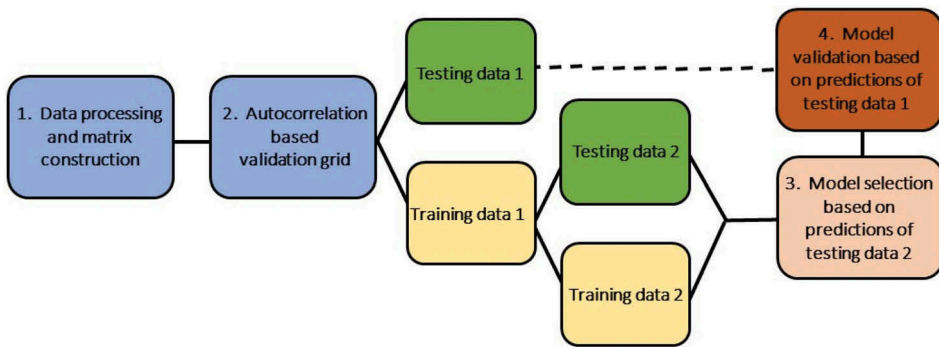 1. Data processing
and matrix
construction
2. Autocorrelation
based
validation grid
Testing data 1
Training data 1
Testing data 2
Training data 2
3. Model selection
based on
predictions of
testing data 2
4. Model
validation based
on predictions of
testing data 1